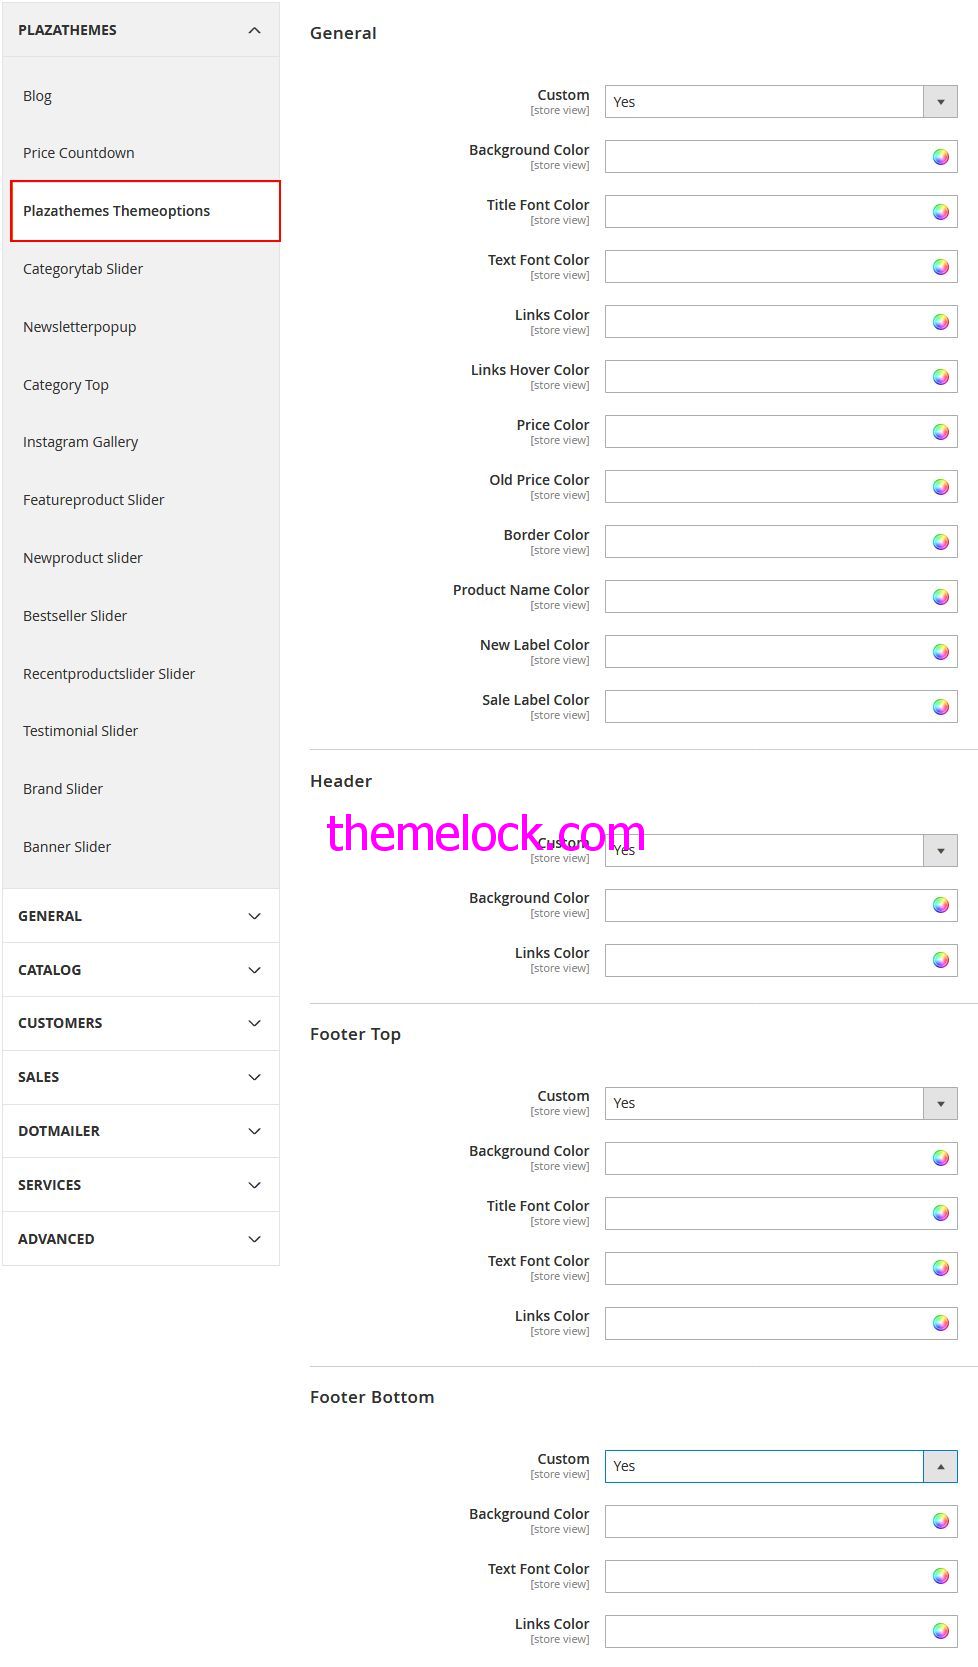 PLAZATHEMES
Blog
Price Countdown
Plazathemes Themeoptions
Categorytab Slider
Newsletterpopup
Category Top
Instagram Gallery
Featureproduct Slider
Newproduct slider
Bestseller Slider
Recentproductslider Slider
Testimonial Slider
Brand Slider
Banner Slider
GENERAL
CATALOG
CUSTOMERS
SALES
DOTMAILER
SERVICES
ADVANCED
General
Custom Yes
[store view]
Background Color
[store view]
Title Font Color
[store view]
Text Font Color
[store view]
Links Color
[store view]
Links Hover Color
[store view]
Price Color
[store view]
Old Price Color
[store view]
Border Color
[store view]
Product Name Color
[store view]
New Label Color
[store view]
Sale Label Color
[store view]
Header
themelock.com
Custom Yes
[store view]
Background Color
[store view]
Links Color
[store view]
Footer Top
Custom Yes
[store view]
Background Color
[store view]
Title Font Color
[store view]
Text Font Color
[store view]
Links Color
[store view]
Footer Bottom
Custom Yes
[store view]
Background Color
[store view]
Text Font Color
[store view]
Links Color
[store view]